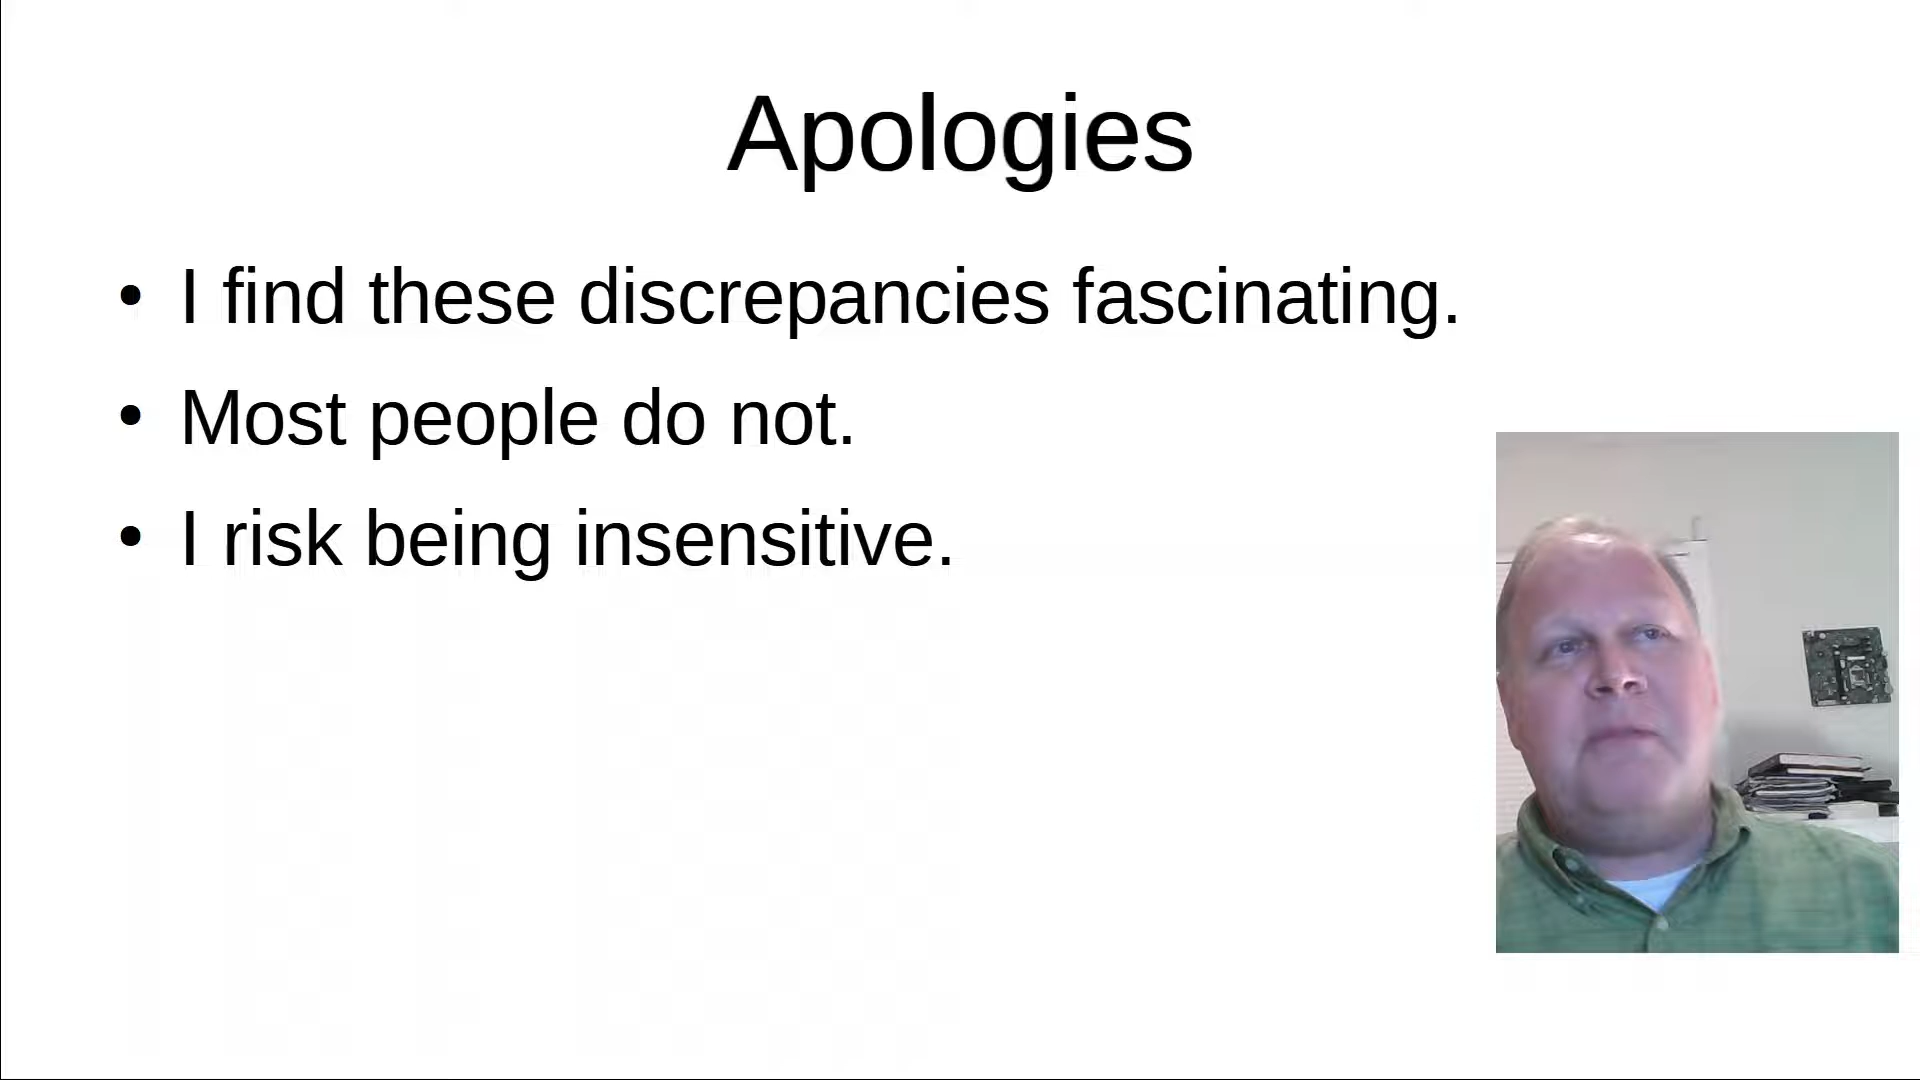 Apologies
• I find these discrepancies fascinating.
• Most people do not.
• I risk being insensitive.